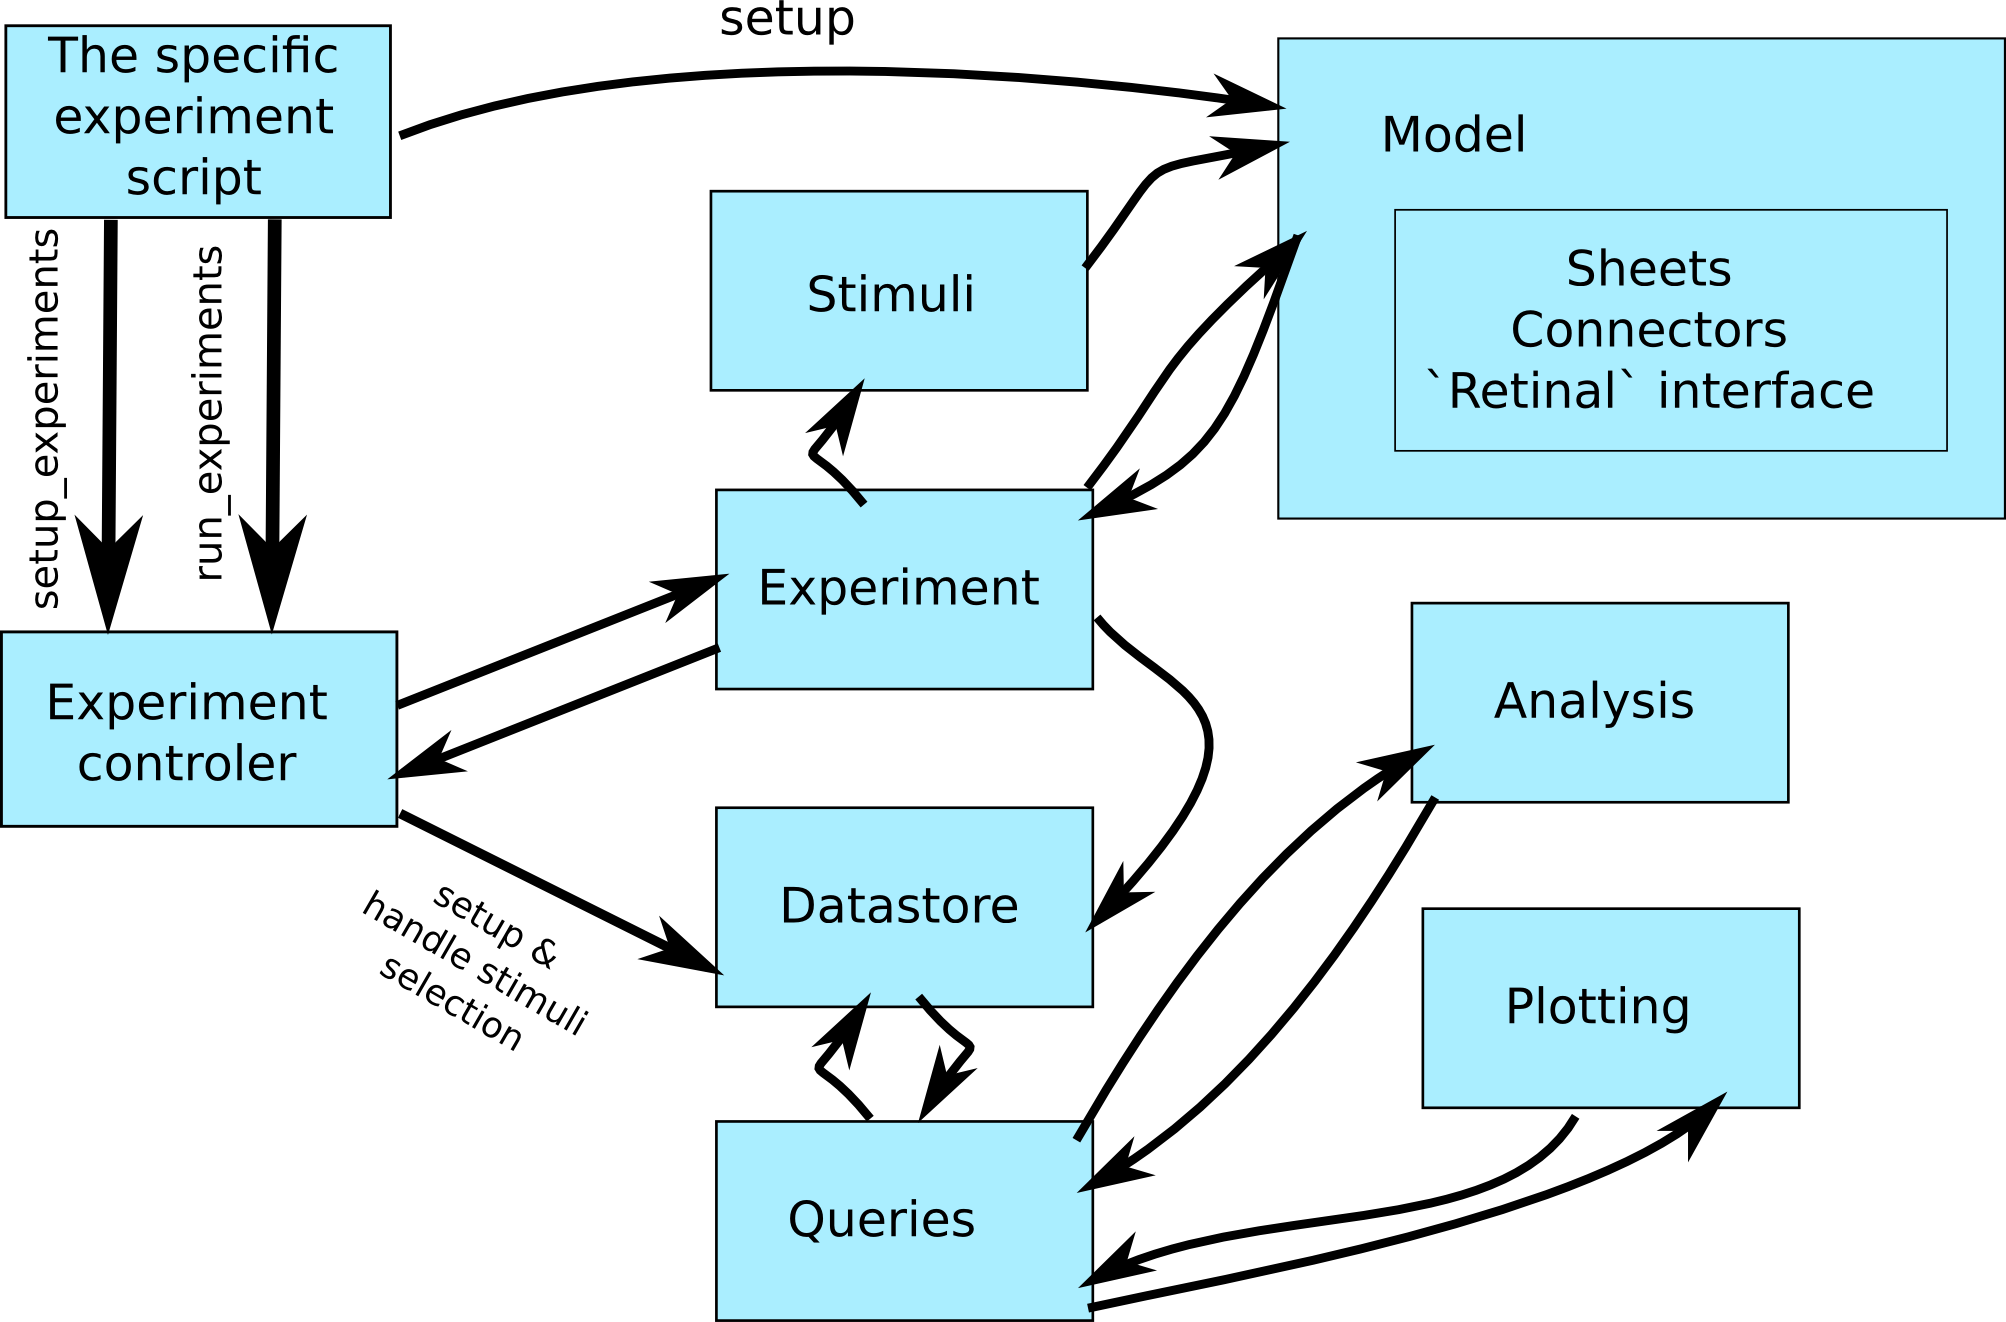 setup
The specific
experiment
script
Model
setup_experiments
run_experiments
Stimuli
Sheets
Connectors
`Retinal` interface
Experiment
Experiment
controler
Analysis
setup &
handle stimuli
selection
Datastore
Plotting
Queries